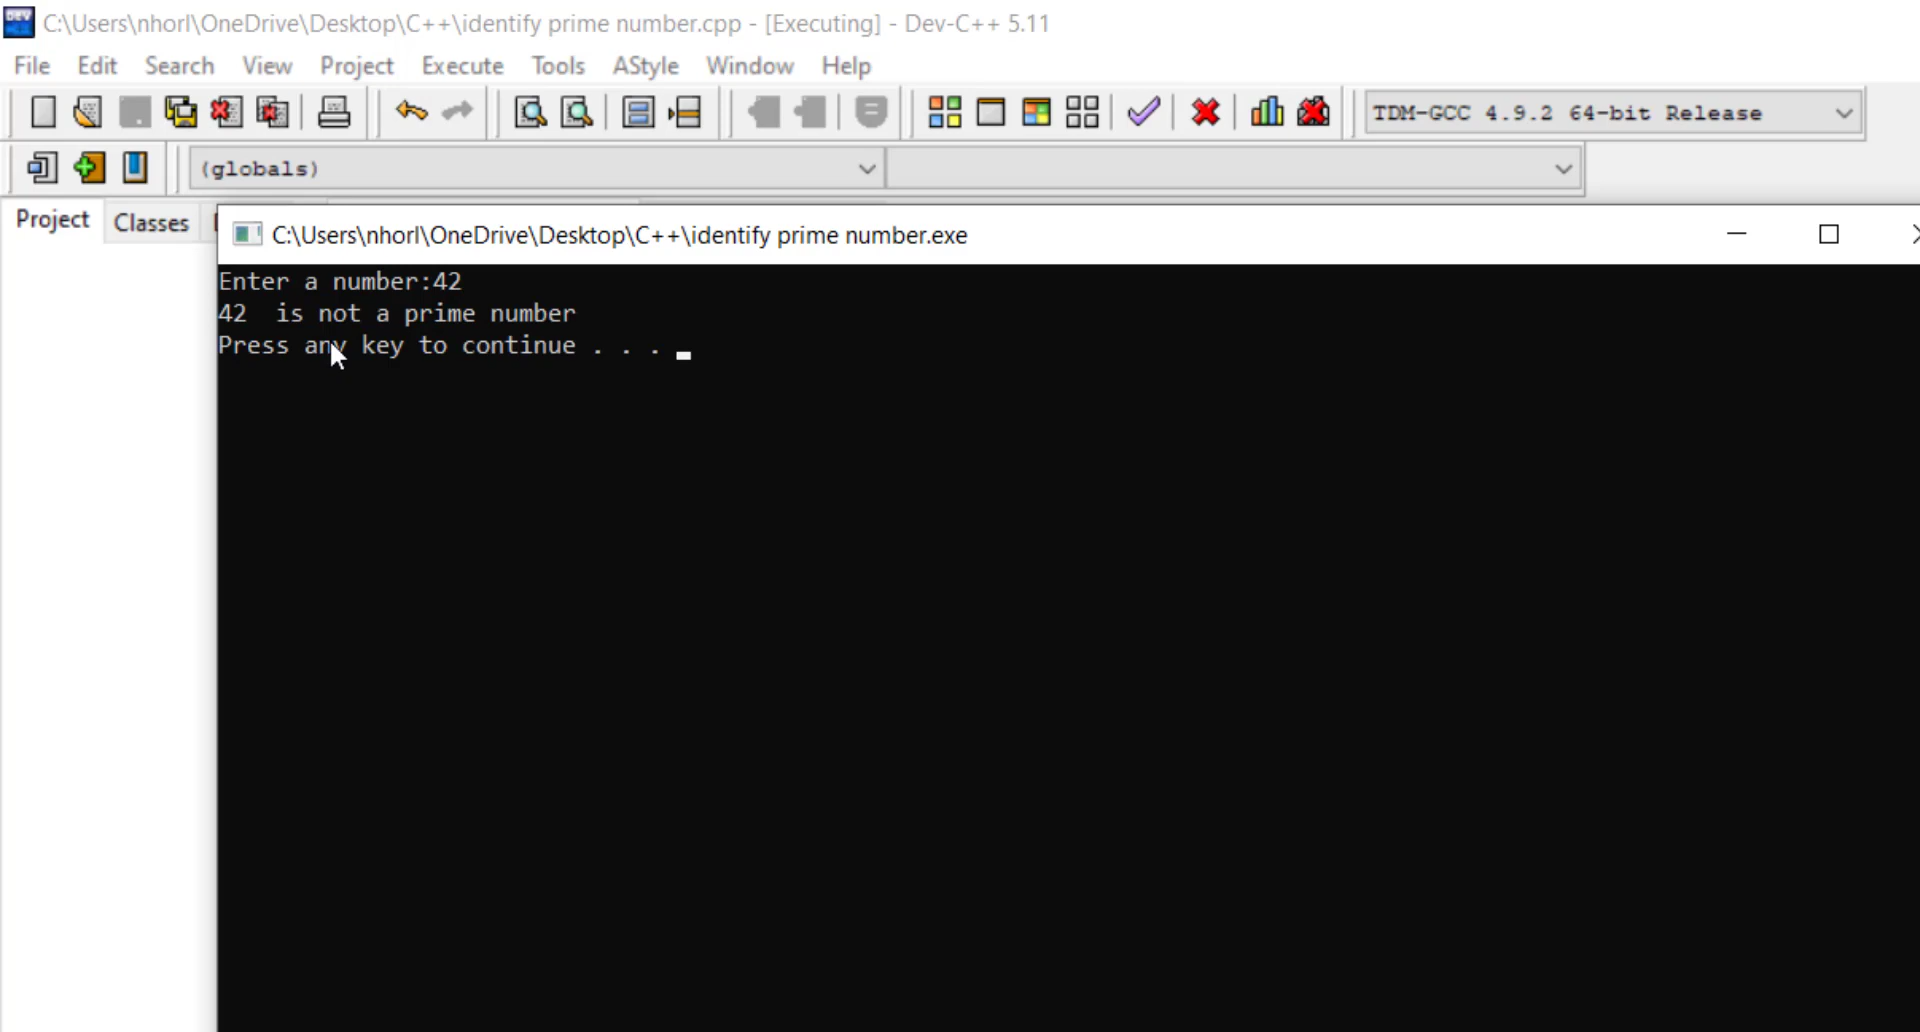 C:\Users\nhorl\OneDrive\Desktop\C++\identify prime number.cpp - [Executing] - Dev-C++ 5.11
File Edit Search View Project Execute Tools AStyle Window Help
TDM-GCC 4.9.2 64-bit Release
(globals)
Project Classes
C:\Users\nhorl\OneDrive\Desktop\C++\identify prime number.exe
Enter a number:42
42  is not a prime number
Press any key to continue . . .